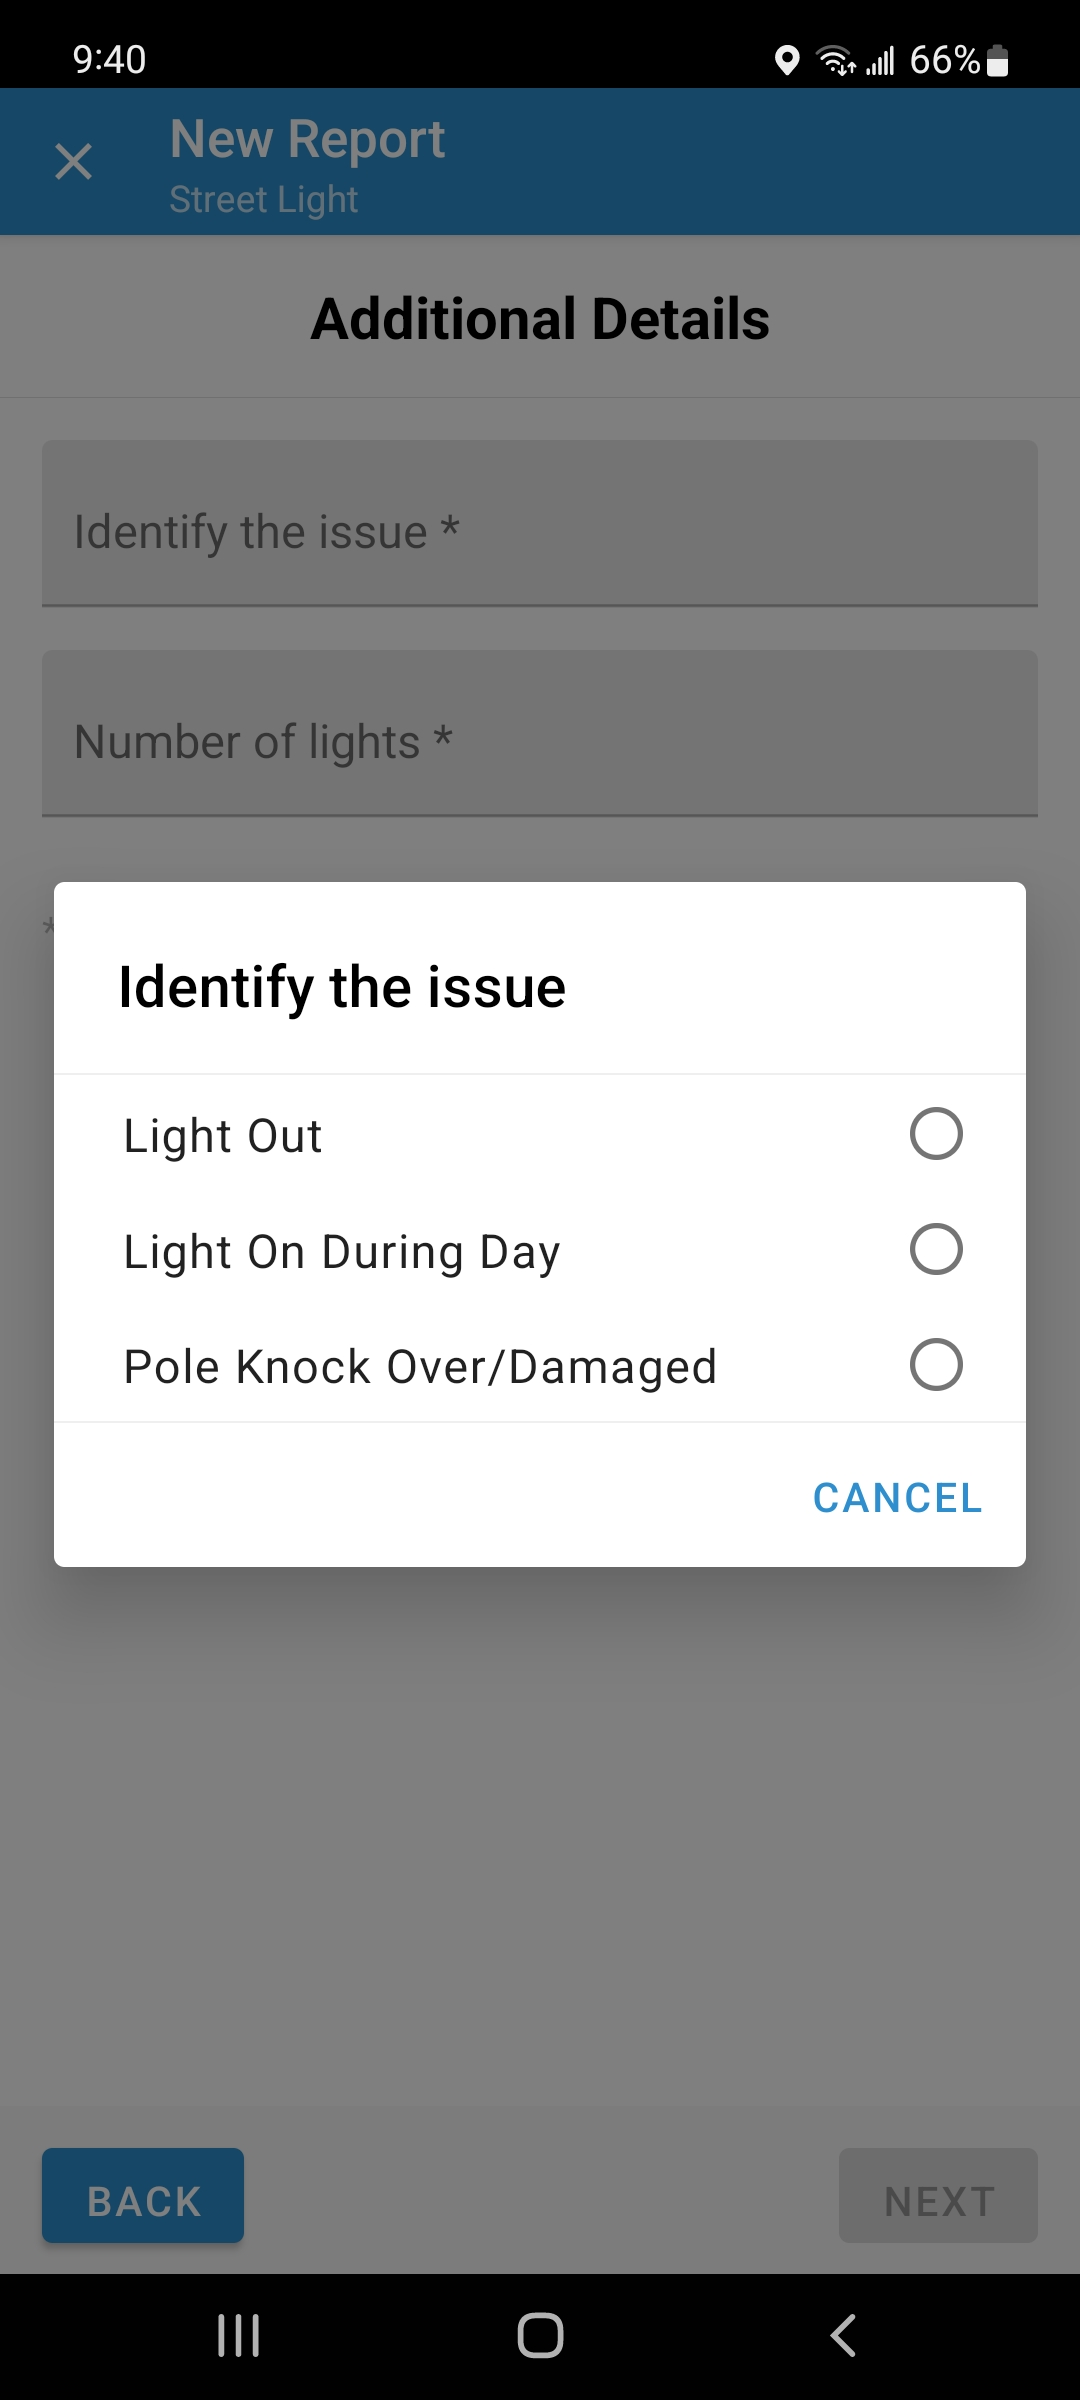 9:40
66%
New Report
Street Light
Additional Details
Identify the issue *
Number of lights *
*
Identify the issue
Light Out
Light On During Day
Pole Knock Over/Damaged
CANCEL
BACK
NEXT